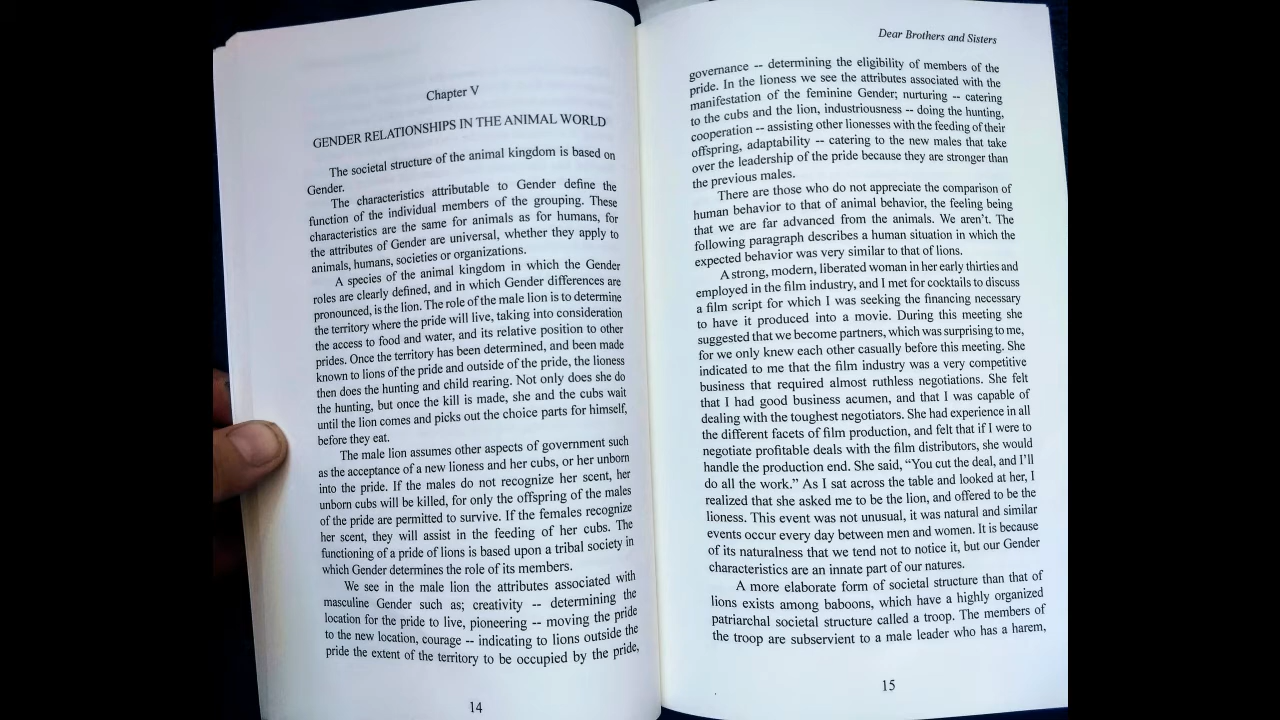 Chapter V
GENDER RELATIONSHIPS IN THE ANIMAL WORLD
The societal structure of the animal kingdom is based on
Gender.
The characteristics attributable to Gender define the
function of the individual members of the grouping. These
characteristics are the same for animals as for humans, for
the attributes of Gender are universal, whether they apply to
animals, humans, societies or organizations.
A species of the animal kingdom in which the Gender
roles are clearly defined, and in which Gender differences are
pronounced, is the lion. The role of the male lion is to determine
the territory where the pride will live, taking into consideration
the access to food and water, and its relative position to other
prides. Once the territory has been determined, and been made
known to lions of the pride and outside of the pride, the lioness
then does the hunting and child rearing. Not only does she do
the hunting, but once the kill is made, she and the cubs wait
until the lion comes and picks out the choice parts for himself,
before they eat.
The male lion assumes other aspects of government such
as the acceptance of a new lioness and her cubs, or her unborn
into the pride. If the males do not recognize her scent, her
unborn cubs will be killed, for only the offspring of the males
of the pride are permitted to survive. If the females recognize
her scent, they will assist in the feeding of her cubs. The
functioning of a pride of lions is based upon a tribal society in
which Gender determines the role of its members.
We see in the male lion the attributes associated with
masculine Gender such as; creativity -- determining the
location for the pride to live, pioneering -- moving the pride
to the new location, courage -- indicating to lions outside the
pride the extent of the territory to be occupied by the pride,
14
Dear Brothers and Sisters
governance -- determining the eligibility of members of the
pride. In the lioness we see the attributes associated with the
manifestation of the feminine Gender; nurturing -- catering
to the cubs and the lion, industriousness -- doing the hunting,
cooperation -- assisting other lionesses with the feeding of their
offspring, adaptability -- catering to the new males that take
over the leadership of the pride because they are stronger than
the previous males.
There are those who do not appreciate the comparison of
human behavior to that of animal behavior, the feeling being
that we are far advanced from the animals. We aren't. The
following paragraph describes a human situation in which the
expected behavior was very similar to that of lions.
A strong, modern, liberated woman in her early thirties and
employed in the film industry, and I met for cocktails to discuss
a film script for which I was seeking the financing necessary
to have it produced into a movie. During this meeting she
suggested that we become partners, which was surprising to me,
for we only knew each other casually before this meeting. She
indicated to me that the film industry was a very competitive
business that required almost ruthless negotiations. She felt
that I had good business acumen, and that I was capable of
dealing with the toughest negotiators. She had experience in all
the different facets of film production, and felt that if I were to
negotiate profitable deals with the film distributors, she would
handle the production end. She said, "You cut the deal, and I'll
do all the work." As I sat across the table and looked at her, I
realized that she asked me to be the lion, and offered to be the
lioness. This event was not unusual, it was natural and similar
events occur every day between men and women. It is because
of its naturalness that we tend not to notice it, but our Gender
characteristics are an innate part of our natures.
A more elaborate form of societal structure than that of
lions exists among baboons, which have a highly organized
patriarchal societal structure called a troop. The members of
the troop are subservient to a male leader who has a harem,
15